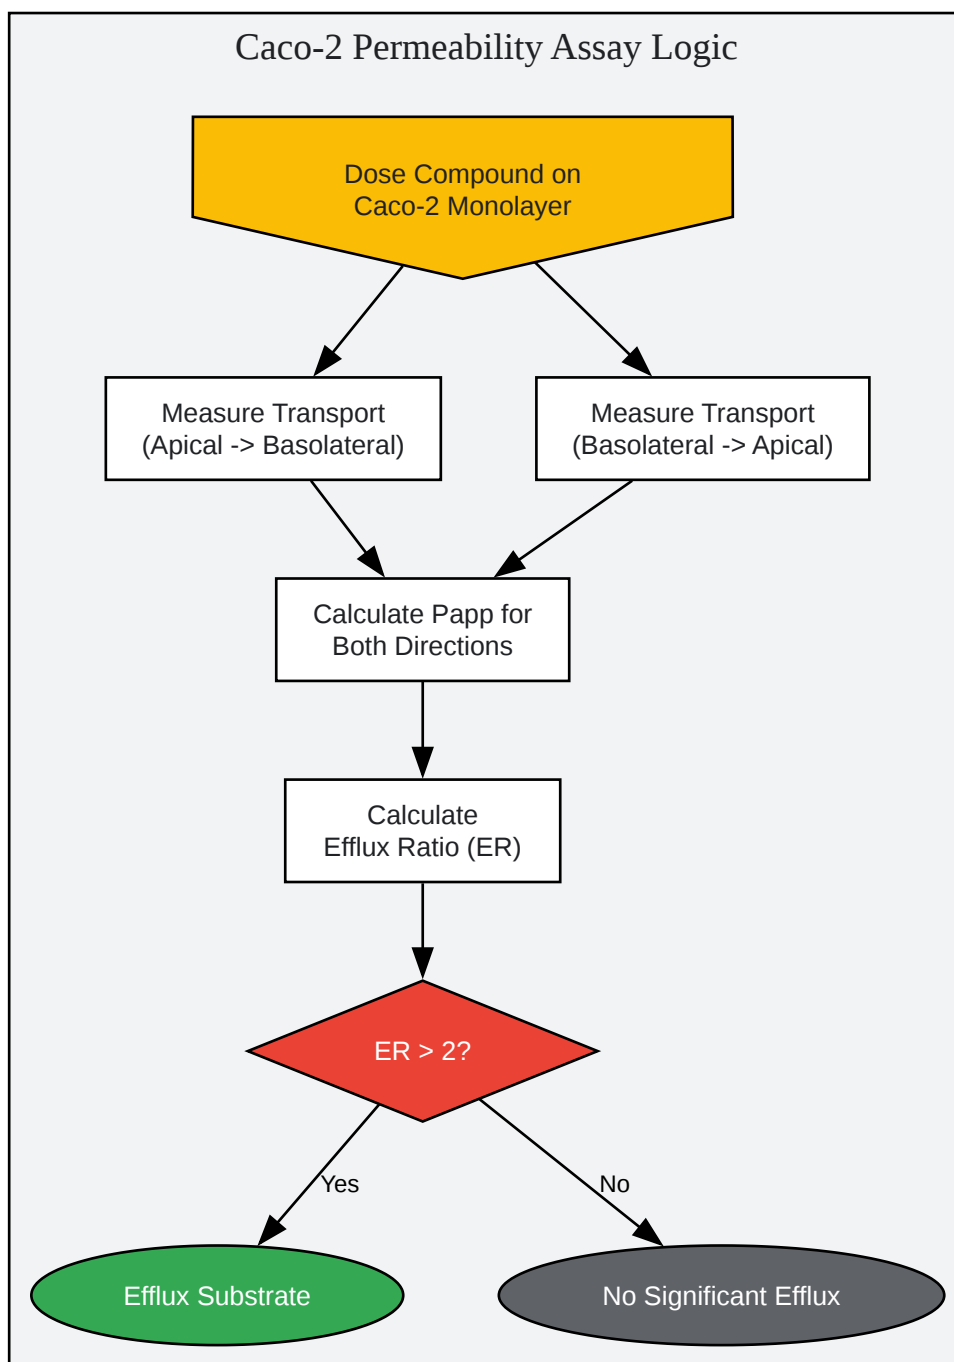 Caco-2 Permeability Assay Logic
Dose Compound on
Caco-2 Monolayer
Measure Transport
(Apical -> Basolateral)
Measure Transport
(Basolateral -> Apical)
Calculate Papp for
Both Directions
Calculate
Efflux Ratio (ER)
ER > 2?
Yes
No
Efflux Substrate
No Significant Efflux